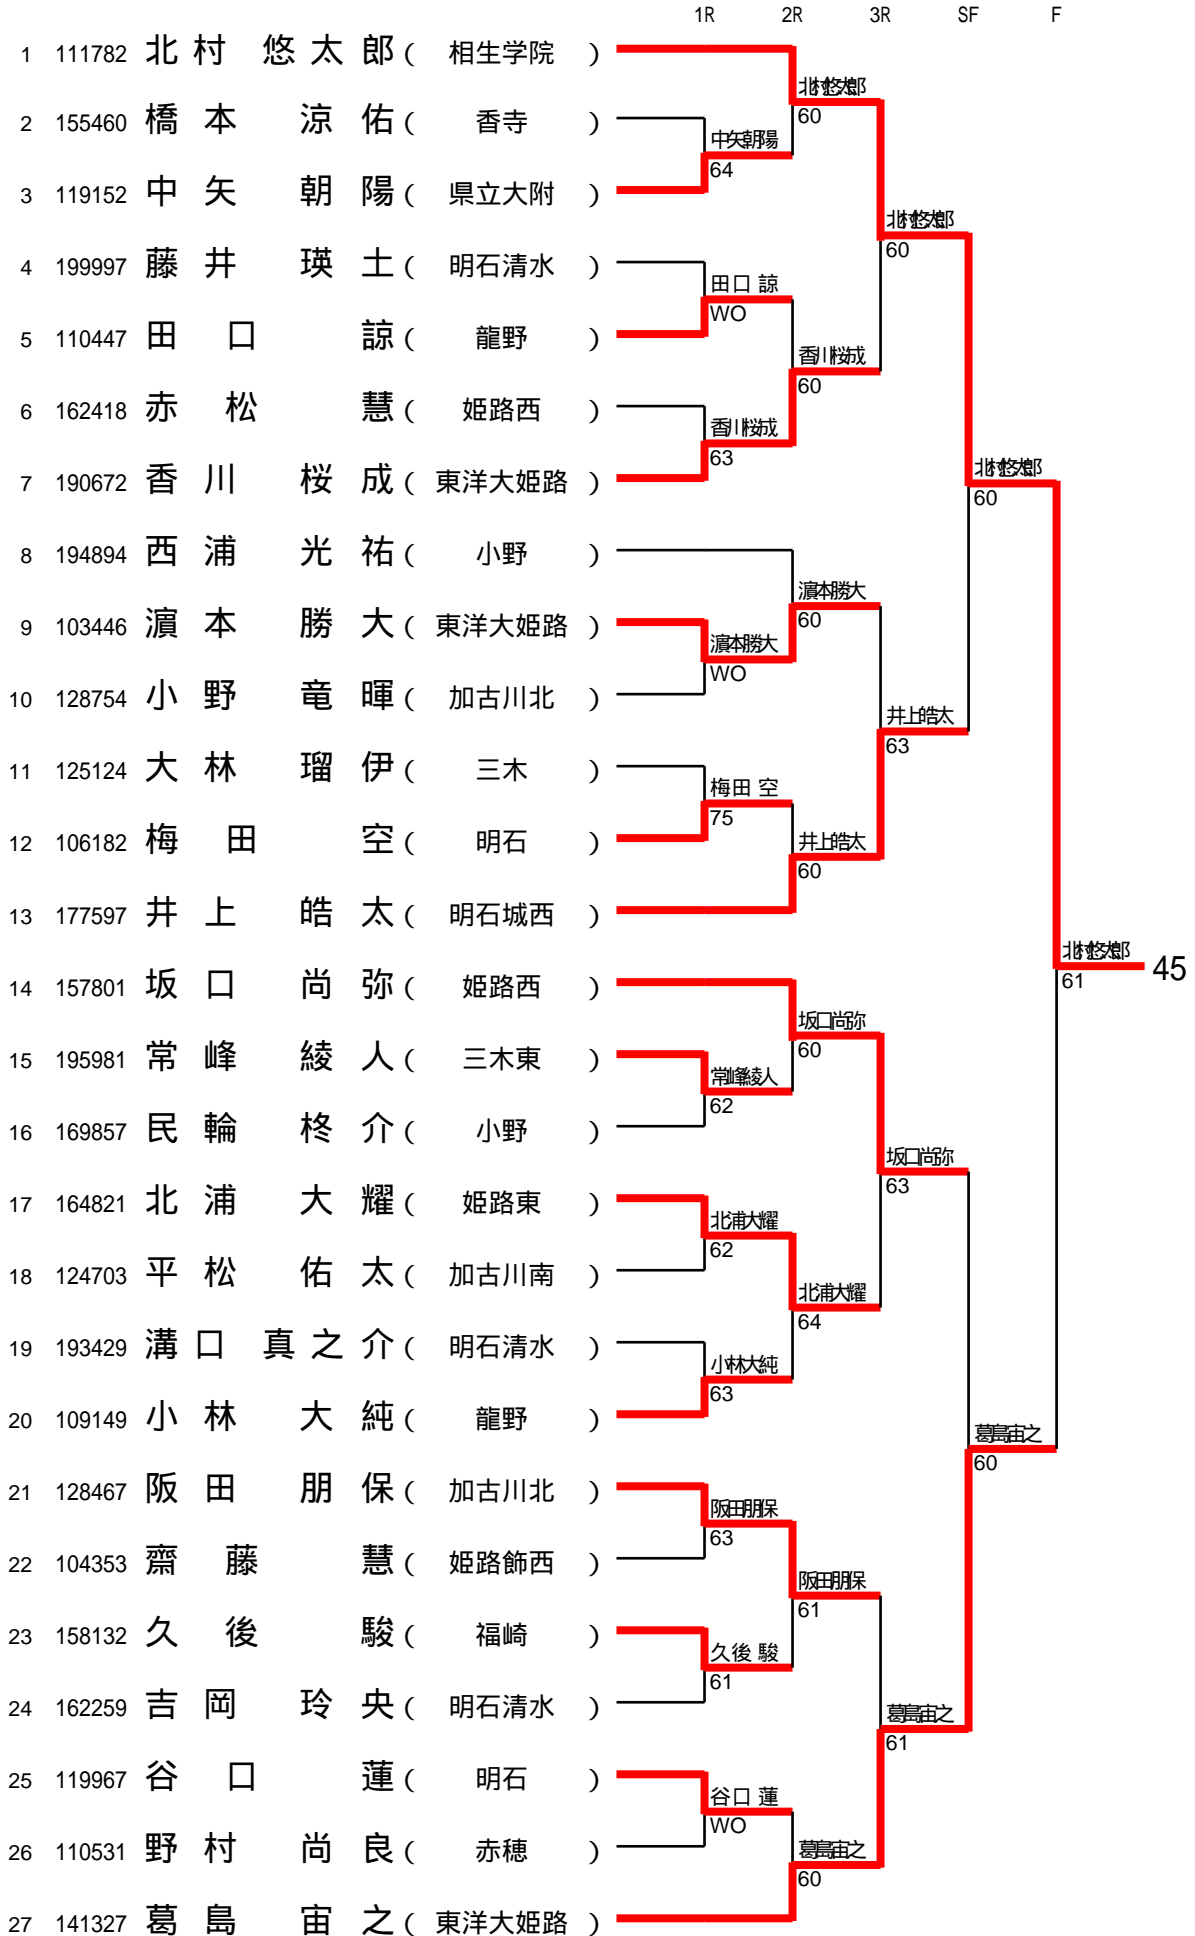 1R 2R 3R SF F
1 111782 北村 悠太郎 ( 相生学院 )
北村悠太郎
60
2 155460 橋本 涼佑 ( 香寺 )
中矢朝陽
64
3 119152 中矢 朝陽 ( 県立大附 )
北村悠太郎
60
4 199997 藤井 瑛土 ( 明石清水 )
田口 諒
WO
5 110447 田口 諒 ( 龍野 )
香川桜成
60
6 162418 赤松 慧 ( 姫路西 )
香川桜成
63
7 190672 香川 桜成 ( 東洋大姫路 )
北村悠太郎
60
8 194894 西浦 光祐 ( 小野 )
濵本勝大
60
9 103446 濵本 勝大 ( 東洋大姫路 )
濵本勝大
WO
10 128754 小野 竜暉 ( 加古川北 )
井上皓太
63
11 125124 大林 瑠伊 ( 三木 )
梅田 空
75
12 106182 梅田 空 ( 明石 )
井上皓太
60
13 177597 井上 皓太 ( 明石城西 )
北村悠太郎
61
45
14 157801 坂口 尚弥 ( 姫路西 )
坂口尚弥
60
15 195981 常峰 綾人 ( 三木東 )
常峰綾人
62
16 169857 民輪 柊介 ( 小野 )
坂口尚弥
63
17 164821 北浦 大耀 ( 姫路東 )
北浦大耀
62
18 124703 平松 佑太 ( 加古川南 )
北浦大耀
64
19 193429 溝口 真之介 ( 明石清水 )
小林大純
63
20 109149 小林 大純 ( 龍野 )
葛島宙之
60
21 128467 阪田 朋保 ( 加古川北 )
阪田朋保
63
22 104353 齋藤 慧 ( 姫路飾西 )
阪田朋保
61
23 158132 久後 駿 ( 福崎 )
久後 駿
61
24 162259 吉岡 玲央 ( 明石清水 )
葛島宙之
61
25 119967 谷口 蓮 ( 明石 )
谷口 蓮
WO
26 110531 野村 尚良 ( 赤穂 )
葛島宙之
60
27 141327 葛島 宙之 ( 東洋大姫路 )